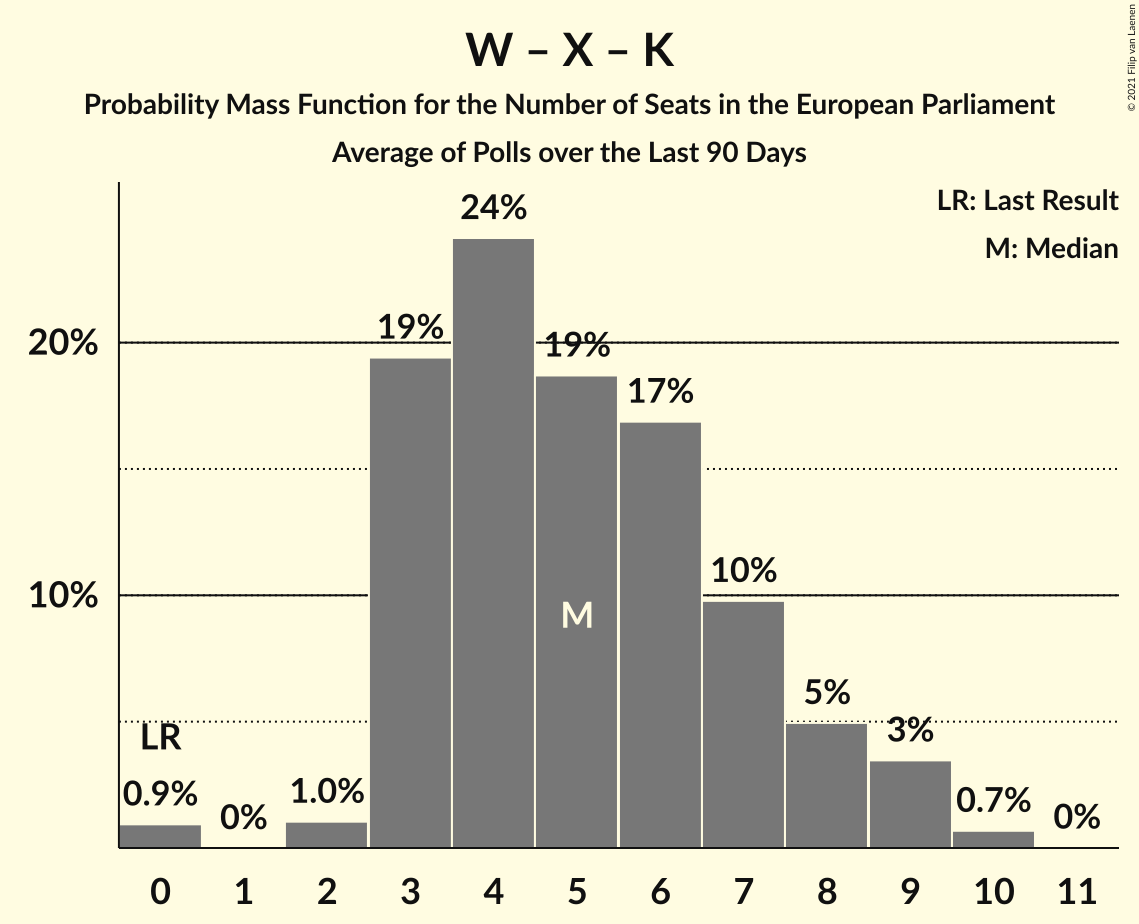 W – X – K
Probability Mass Function for the Number of Seats in the European Parliament
Average of Polls over the Last 90 Days
© 2021 Filip van Laenen
LR: Last Result
M: Median
24%
19%
19%
17%
20%
10%
10%
M
5%
3%
LR
0.9%
0%
1.0%
0.7%
0%
0 1 2 3 4 5 6 7 8 9 10 11